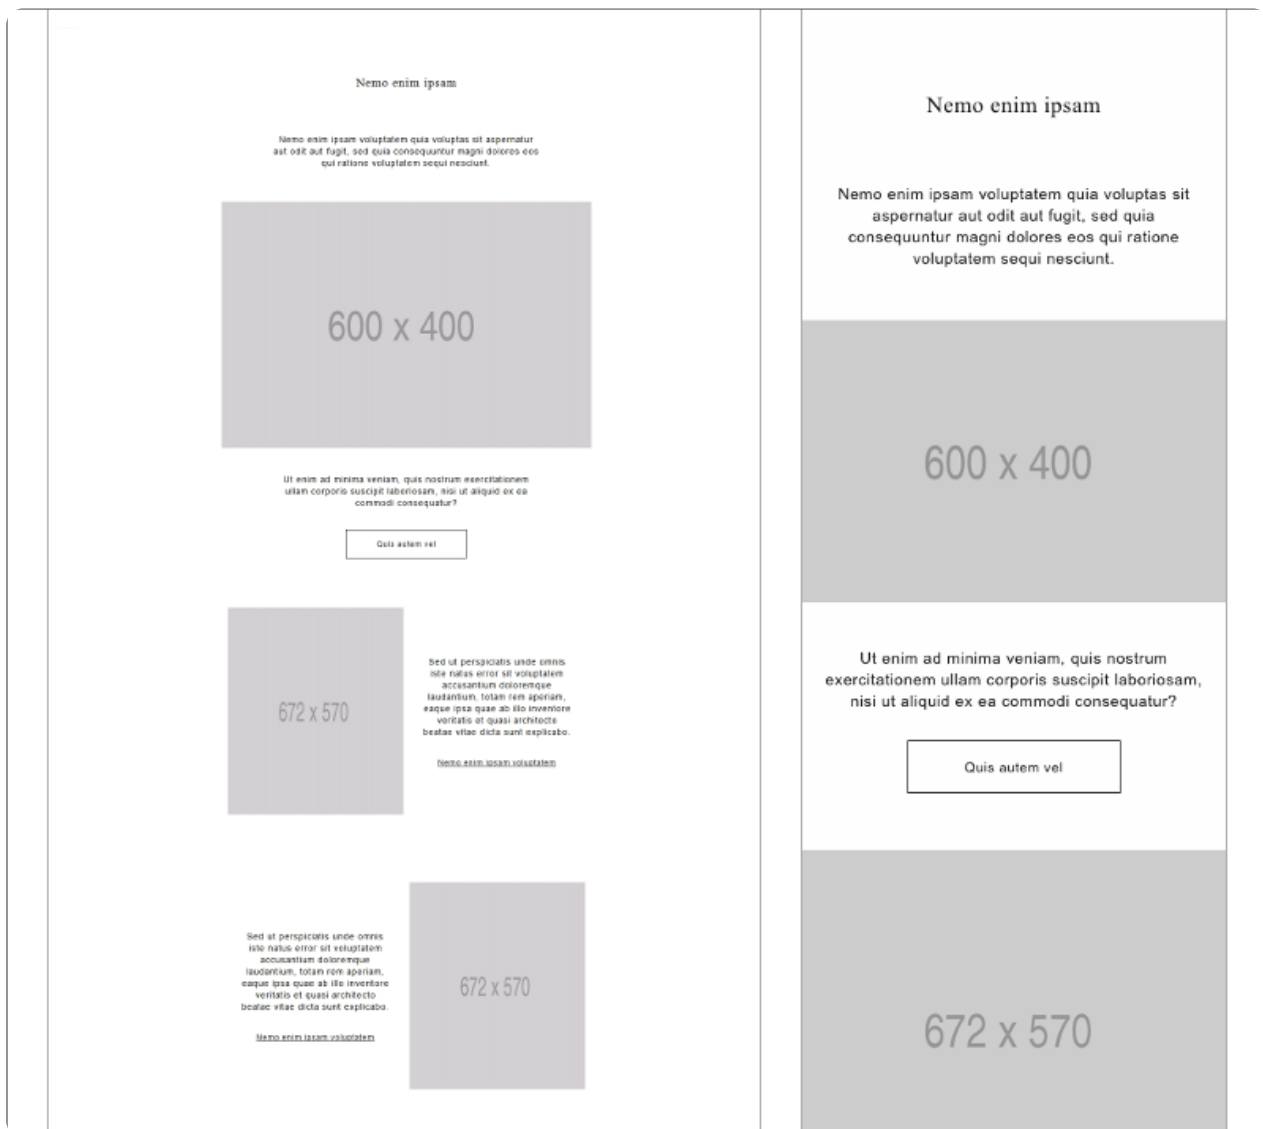 Nemo enim ipsam
Nemo enim ipsam voluptatem quia voluptas sit aspernatur
aut odit aut fugit, sed quia consequuntur magni dolores eos
qui ratione voluptatem sequi nesciunt.
600 x 400
Ut enim ad minima veniam, quis nostrum exercitationem
ullam corporis suscipit laboriosam, nisi ut aliquid ex ea
commodi consequatur?
Quis autem vel
672 x 570
Sed ut perspiciatis unde omnis
iste natus error sit voluptatem
accusantium doloremque
laudantium, totam rem aperiam,
eaque ipsa quae ab illo inventore
veritatis et quasi architecto
beatae vitae dicta sunt explicabo.
Nemo enim ipsam voluptatem
Sed ut perspiciatis unde omnis
iste natus error sit voluptatem
accusantium doloremque
laudantium, totam rem aperiam,
eaque ipsa quae ab illo inventore
veritatis et quasi architecto
beatae vitae dicta sunt explicabo.
Nemo enim ipsam voluptatem
672 x 570
Nemo enim ipsam
Nemo enim ipsam voluptatem quia voluptas sit
aspernatur aut odit aut fugit, sed quia
consequuntur magni dolores eos qui ratione
voluptatem sequi nesciunt.
600 x 400
Ut enim ad minima veniam, quis nostrum
exercitationem ullam corporis suscipit laboriosam,
nisi ut aliquid ex ea commodi consequatur?
Quis autem vel
672 x 570